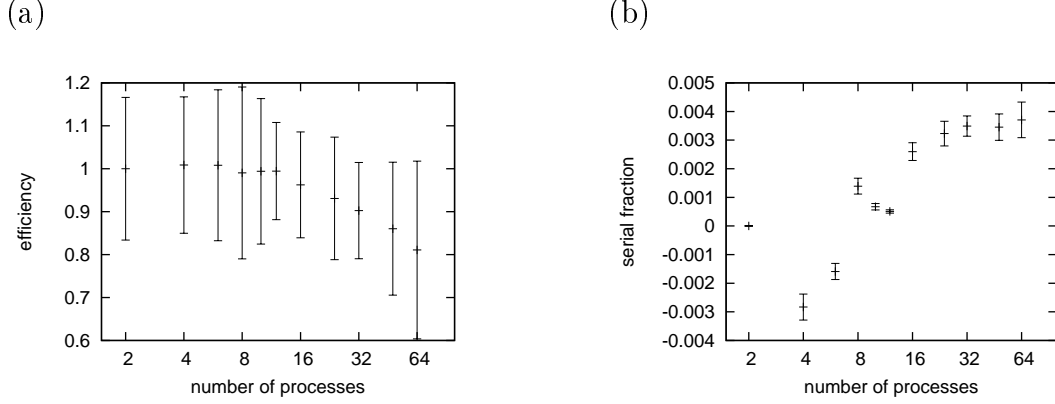 (a)
(b)
1.2
1.1
1
0.9
0.8
0.7
0.6
efficiency
2 4 8 16 32 64
number of processes
0.005
0.004
0.003
0.002
0.001
0
-0.001
-0.002
-0.003
-0.004
serial fraction
2 4 8 16 32 64
number of processes